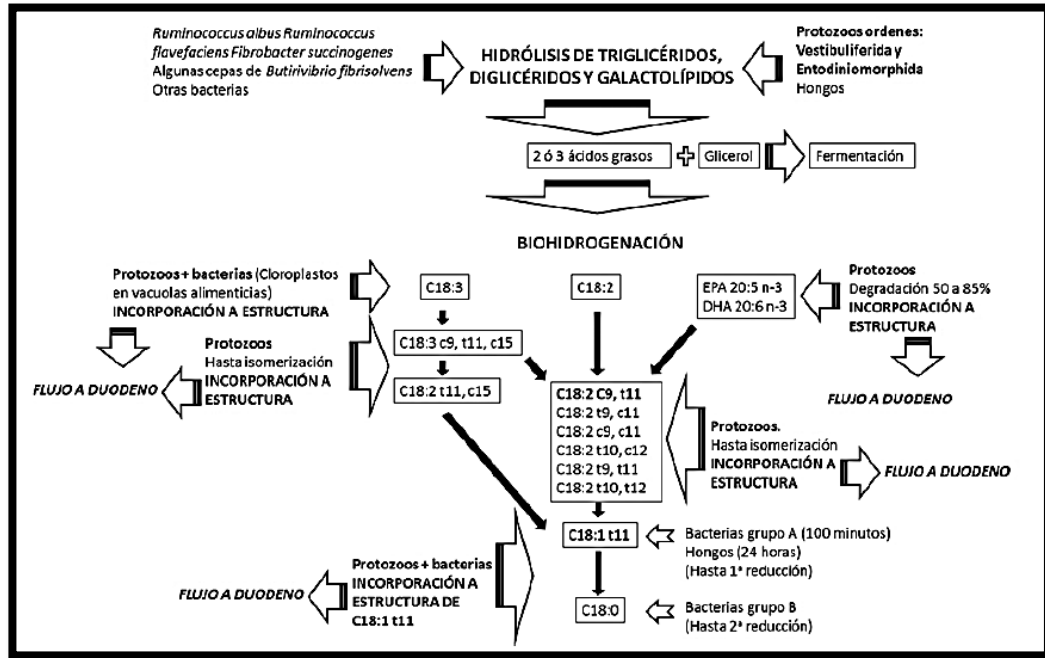 Ruminococcus albus Ruminococcus
flavefaciens Fibrobacter succinogenes
Algunas cepas de Butirivibrio fibrisolvens
Otras bacterias
HIDRÓLISIS DE TRIGLICÉRIDOS,
DIGLICÉRIDOS Y GALACTOLÍPIDOS
Protozoos ordenes:
Vestibuliferida y
Entodiniomorphida
Hongos
2 ó 3 ácidos grasos
Glicerol
Fermentación
BIOHIDROGENACIÓN
Protozoos + bacterias (Cloroplastos
en vacuolas alimenticias)
INCORPORACIÓN A ESTRUCTURA
C18:3
C18:2
EPA 20:5 n-3
DHA 20:6 n-3
Protozoos
Degradación 50 a 85%
INCORPORACIÓN A
ESTRUCTURA
C18:3 c9, t11, c15
Protozoos
Hasta isomerización
INCORPORACIÓN A
ESTRUCTURA
FLUJO A DUODENO
C18:2 t11, c15
FLUJO A DUODENO
C18:2 C9, t11
C18:2 t9, c11
C18:2 c9, c11
C18:2 t10, c12
C18:2 t9, t11
C18:2 t10, t12
Protozoos.
Hasta isomerización
INCORPORACIÓN A
ESTRUCTURA
FLUJO A DUODENO
C18:1 t11
Bacterias grupo A (100 minutos)
Hongos (24 horas)
(Hasta 1ª reducción)
Protozoos + bacterias
INCORPORACIÓN A
ESTRUCTURA DE
C18:1 t11
FLUJO A DUODENO
C18:0
Bacterias grupo B
(Hasta 2ª reducción)